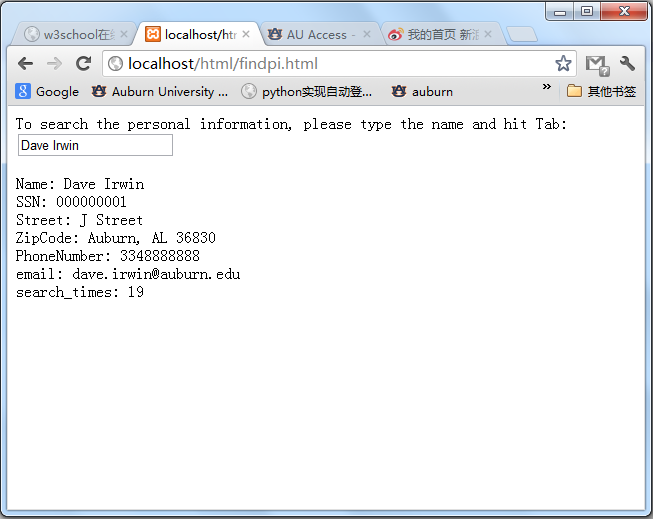 w3school在线
localhost/htm
AU Access -
我的首页 新浪
localhost/html/findpi.html
Google
Auburn University ...
python实现自动登...
auburn
»
其他书签
To search the personal information, please type the name and hit Tab:
Dave Irwin
Name: Dave Irwin
SSN: 000000001
Street: J Street
ZipCode: Auburn, AL 36830
PhoneNumber: 3348888888
email: dave.irwin@auburn.edu
search_times: 19